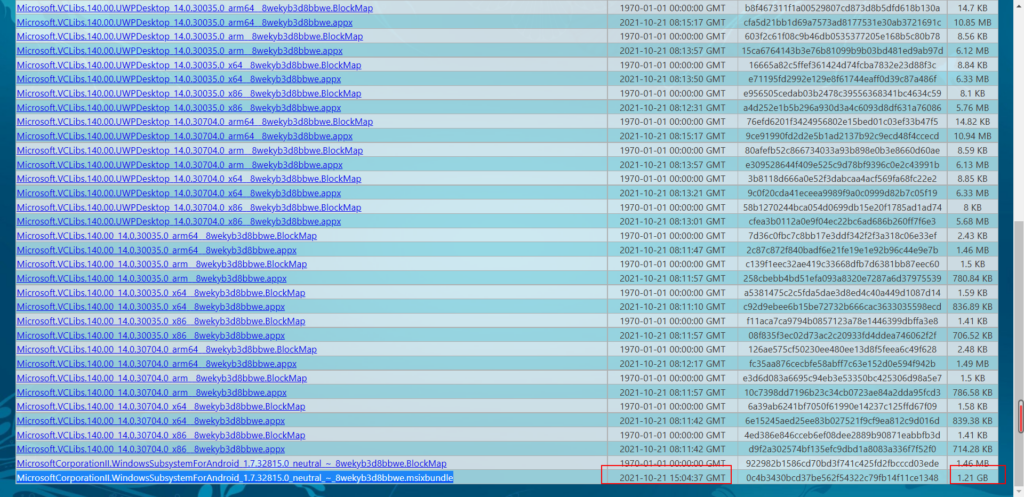 Microsoft.VCLibs.140.00.UWPDesktop_14.0.30035.0_arm64__8wekyb3d8bbwe.BlockMap 1970-01-01 00:00:00 GMT b8f467311f1a00529807cd873d8b5dfd618b130a 14.7 KB
Microsoft.VCLibs.140.00.UWPDesktop_14.0.30035.0_arm64__8wekyb3d8bbwe.appx 2021-10-21 08:15:17 GMT cfa5d21bb1d69a7573ad8177531e30ab3721691c 10.85 MB
Microsoft.VCLibs.140.00.UWPDesktop_14.0.30035.0_arm__8wekyb3d8bbwe.BlockMap 1970-01-01 00:00:00 GMT 603f2c61f08c9b46db0535377205e168b5c80b78 8.56 KB
Microsoft.VCLibs.140.00.UWPDesktop_14.0.30035.0_arm__8wekyb3d8bbwe.appx 2021-10-21 08:13:57 GMT 15ca6764143b3e76b81099b9b03bd481ed9ab97d 6.12 MB
Microsoft.VCLibs.140.00.UWPDesktop_14.0.30035.0_x64__8wekyb3d8bbwe.BlockMap 1970-01-01 00:00:00 GMT 16665a82c5ffef361424d74fcba7832e23d88f3c 8.84 KB
Microsoft.VCLibs.140.00.UWPDesktop_14.0.30035.0_x64__8wekyb3d8bbwe.appx 2021-10-21 08:13:50 GMT e71195fd2992e129e8f61744eaff0d39c87a486f 6.33 MB
Microsoft.VCLibs.140.00.UWPDesktop_14.0.30035.0_x86__8wekyb3d8bbwe.BlockMap 1970-01-01 00:00:00 GMT e956505cedab03b2478c39556368341bc4634c59 8.1 KB
Microsoft.VCLibs.140.00.UWPDesktop_14.0.30035.0_x86__8wekyb3d8bbwe.appx 2021-10-21 08:12:31 GMT a4d252e1b5b296a930d3a4c6093d8df631a76086 5.76 MB
Microsoft.VCLibs.140.00.UWPDesktop_14.0.30704.0_arm64__8wekyb3d8bbwe.BlockMap 1970-01-01 00:00:00 GMT 76efd6201f3424956802e15bed01c03ef33b47f5 14.82 KB
Microsoft.VCLibs.140.00.UWPDesktop_14.0.30704.0_arm64__8wekyb3d8bbwe.appx 2021-10-21 08:15:17 GMT 9ce91990fd2d2e5b1ad2137b92c9ecd48f4ccecd 10.94 MB
Microsoft.VCLibs.140.00.UWPDesktop_14.0.30704.0_arm__8wekyb3d8bbwe.BlockMap 1970-01-01 00:00:00 GMT 80afefb52c866734033a93b898e0b3e8660d60ae 8.59 KB
Microsoft.VCLibs.140.00.UWPDesktop_14.0.30704.0_arm__8wekyb3d8bbwe.appx 2021-10-21 08:13:57 GMT e309528644f409e525c9d78bf9396c0e2c43991b 6.13 MB
Microsoft.VCLibs.140.00.UWPDesktop_14.0.30704.0_x64__8wekyb3d8bbwe.BlockMap 1970-01-01 00:00:00 GMT 3b8118d666a0e52f3dabcaa4acf569fa68fc22e2 8.85 KB
Microsoft.VCLibs.140.00.UWPDesktop_14.0.30704.0_x64__8wekyb3d8bbwe.appx 2021-10-21 08:13:21 GMT 9c0f20cda41eceea9989f9a0c0999d82b7c05f19 6.33 MB
Microsoft.VCLibs.140.00.UWPDesktop_14.0.30704.0_x86__8wekyb3d8bbwe.BlockMap 1970-01-01 00:00:00 GMT 58b1270244bca054d0699db15e20f1785ad1ad74 8 KB
Microsoft.VCLibs.140.00.UWPDesktop_14.0.30704.0_x86__8wekyb3d8bbwe.appx 2021-10-21 08:13:01 GMT cfea3b0112a0e9f04ec22bc6ad686b260ff7f6e3 5.68 MB
Microsoft.VCLibs.140.00_14.0.30035.0_arm64__8wekyb3d8bbwe.BlockMap 1970-01-01 00:00:00 GMT 7d36c0fbc7c8bb17e3ddf342f2f3a318c06e33ef 2.43 KB
Microsoft.VCLibs.140.00_14.0.30035.0_arm64__8wekyb3d8bbwe.appx 2021-10-21 08:11:47 GMT 2c87c872f840badf6e21fe19e1e92b96c44e9e7b 1.46 MB
Microsoft.VCLibs.140.00_14.0.30035.0_arm__8wekyb3d8bbwe.BlockMap 1970-01-01 00:00:00 GMT c139f1eec32ae419c33668dfb7d6381bb87eec60 1.5 KB
Microsoft.VCLibs.140.00_14.0.30035.0_arm__8wekyb3d8bbwe.appx 2021-10-21 08:11:57 GMT 258cbebb4bd51efa093a8320e7287a6d37975539 780.84 KB
Microsoft.VCLibs.140.00_14.0.30035.0_x64__8wekyb3d8bbwe.BlockMap 1970-01-01 00:00:00 GMT a5381475c2c5fda5dae3d8ed4c40a449d1087d14 1.59 KB
Microsoft.VCLibs.140.00_14.0.30035.0_x64__8wekyb3d8bbwe.appx 2021-10-21 08:11:10 GMT c92d9ebee6b15be72732b666cac3633035598ecd 836.89 KB
Microsoft.VCLibs.140.00_14.0.30035.0_x86__8wekyb3d8bbwe.BlockMap 1970-01-01 00:00:00 GMT f11aca7ca9794b0857123a78e1446399dbffa3e8 1.41 KB
Microsoft.VCLibs.140.00_14.0.30035.0_x86__8wekyb3d8bbwe.appx 2021-10-21 08:11:57 GMT 08f835f3ec02d73ac2c20933fd4ddea746062f2f 706.52 KB
Microsoft.VCLibs.140.00_14.0.30704.0_arm64__8wekyb3d8bbwe.BlockMap 1970-01-01 00:00:00 GMT 126ae575cf50230ee480ee13d8f5feea6c49f628 2.48 KB
Microsoft.VCLibs.140.00_14.0.30704.0_arm64__8wekyb3d8bbwe.appx 2021-10-21 08:12:17 GMT fc35aa876cecbfe58abff7c63e152d0e594f942b 1.49 MB
Microsoft.VCLibs.140.00_14.0.30704.0_arm__8wekyb3d8bbwe.BlockMap 1970-01-01 00:00:00 GMT e3d6d083a6695c94eb3e53350bc425306d98a5e7 1.5 KB
Microsoft.VCLibs.140.00_14.0.30704.0_arm__8wekyb3d8bbwe.appx 2021-10-21 08:11:57 GMT 10c7398dd7196b23c34cb0723ae84a2dda95fcd3 786.58 KB
Microsoft.VCLibs.140.00_14.0.30704.0_x64__8wekyb3d8bbwe.BlockMap 1970-01-01 00:00:00 GMT 6a39ab6241bf7050f61990e14237c125ffd67f09 1.58 KB
Microsoft.VCLibs.140.00_14.0.30704.0_x64__8wekyb3d8bbwe.appx 2021-10-21 08:11:42 GMT 6e15245aed25ee83b027521f9cf9ea812c9d016d 839.38 KB
Microsoft.VCLibs.140.00_14.0.30704.0_x86__8wekyb3d8bbwe.BlockMap 1970-01-01 00:00:00 GMT 4ed386e846cceb6ef08dee2889b90871eabbfb3d 1.41 KB
Microsoft.VCLibs.140.00_14.0.30704.0_x86__8wekyb3d8bbwe.appx 2021-10-21 08:11:42 GMT d9f2a302574bf135efc9dbd1a8083a336f7f52f0 714.28 KB
MicrosoftCorporationII.WindowsSubsystemForAndroid_1.7.32815.0_neutral_~_8wekyb3d8bbwe.BlockMap 1970-01-01 00:00:00 GMT 922982b1586cd70bd3f741c425fd2fbcccd03ede 1.46 MB
MicrosoftCorporationII.WindowsSubsystemForAndroid_1.7.32815.0_neutral_~_8wekyb3d8bbwe.msixbundle 2021-10-21 15:04:37 GMT 0c4b3430bcd37be562f54322c79fb14f11ce1348 1.21 GB